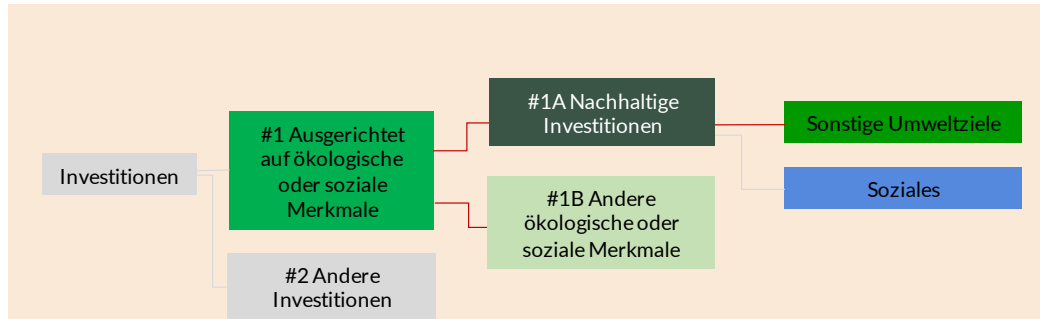 Investitionen
#1 Ausgerichtet
auf ökologische
oder soziale
Merkmale
#2 Andere
Investitionen
#1A Nachhaltige
Investitionen
#1B Andere
ökologische oder
soziale Merkmale
Sonstige Umweltziele
Soziales